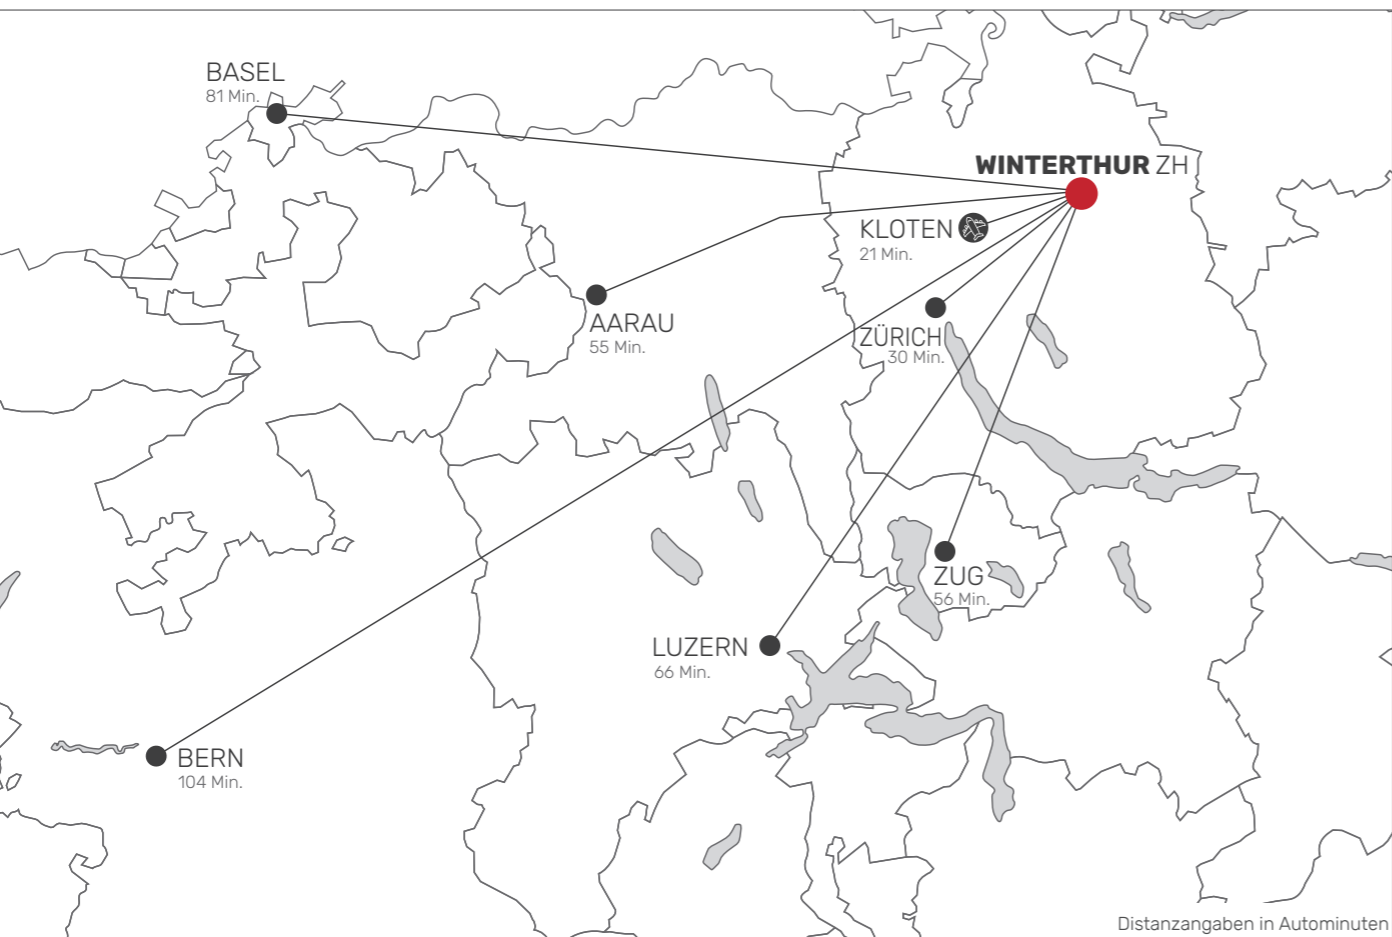 BASEL
81 Min.
WINTERTHUR ZH
KLOTEN
21 Min.
AARAU
55 Min.
ZÜRICH
30 Min.
ZUG
56 Min.
LUZERN
66 Min.
BERN
104 Min.
Distanzangaben in Autominuten